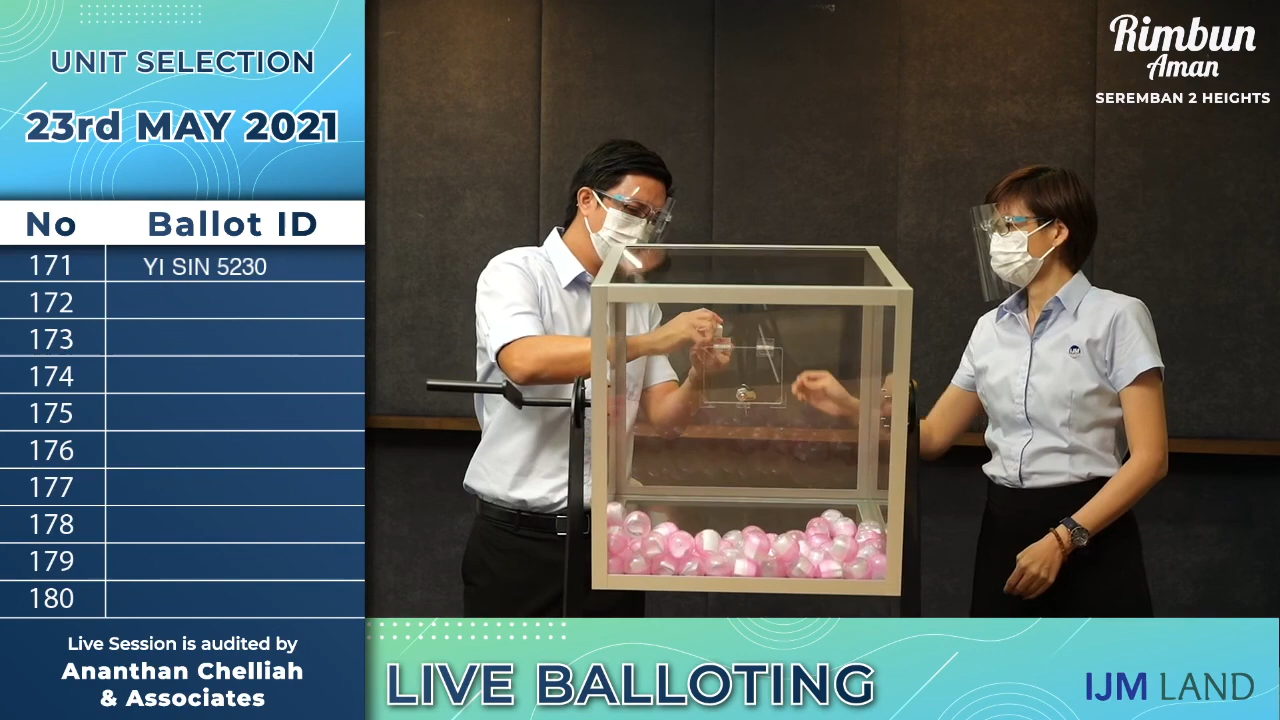 UNIT SELECTION
23rd MAY 2021
No Ballot ID
171 YI SIN 5230
172
173
174
175
176
177
178
179
180
Live Session is audited by
Ananthan Chelliah
& Associates
Rimbun
Aman
SEREMBAN 2 HEIGHTS
IJM
LIVE BALLOTING
IJM LAND